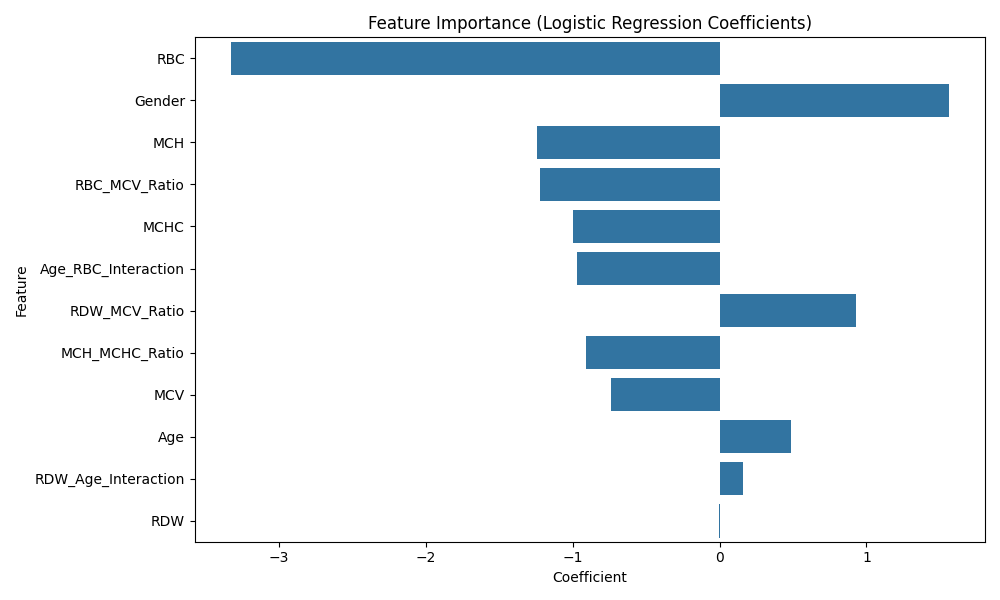 Feature Importance (Logistic Regression Coefficients)
RBC
Gender
MCH
RBC_MCV_Ratio
MCHC
Age_RBC_Interaction
RDW_MCV_Ratio
MCH_MCHC_Ratio
MCV
Age
RDW_Age_Interaction
RDW
Feature
−3 −2 −1 0 1
Coefficient